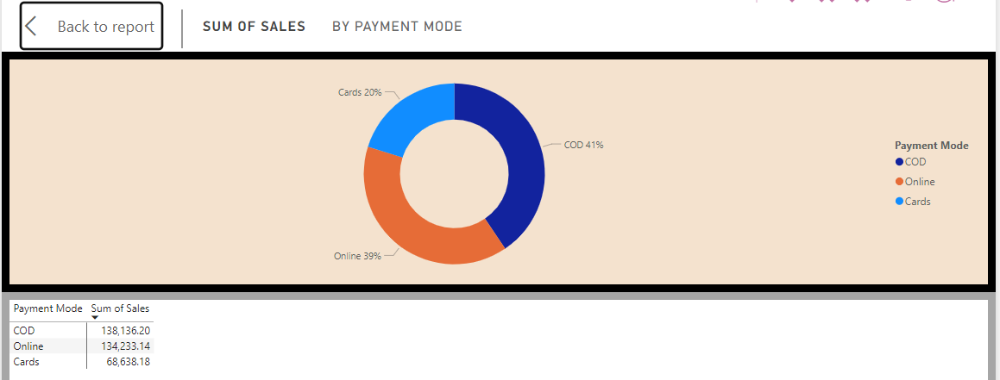 Back to report
SUM OF SALES BY PAYMENT MODE
Cards 20%
COD 41%
Online 39%
Payment Mode
COD
Online
Cards
Payment Mode Sum of Sales
COD 138,136.20
Online 134,233.14
Cards 68,638.18